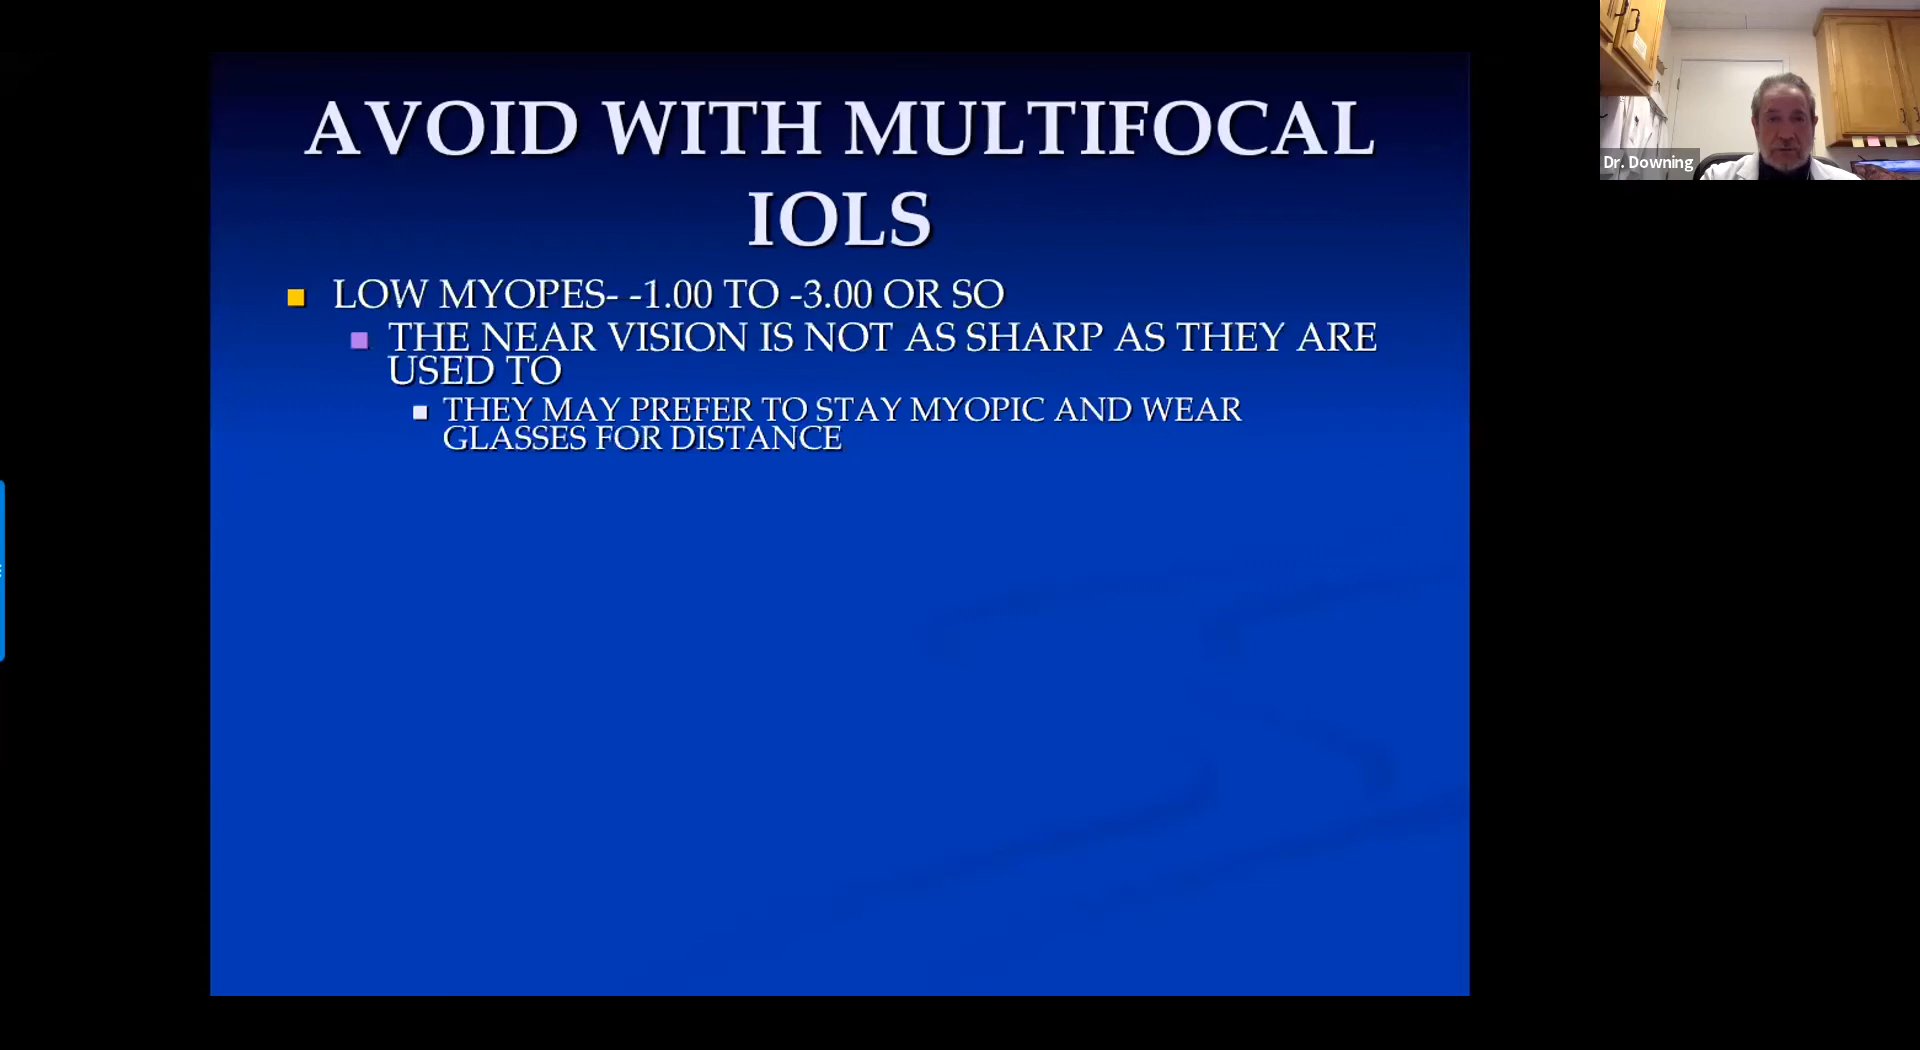 AVOID WITH MULTIFOCAL
IOLS
LOW MYOPES- -1.00 TO -3.00 OR SO
THE NEAR VISION IS NOT AS SHARP AS THEY ARE
USED TO
THEY MAY PREFER TO STAY MYOPIC AND WEAR
GLASSES FOR DISTANCE
Dr. Downing